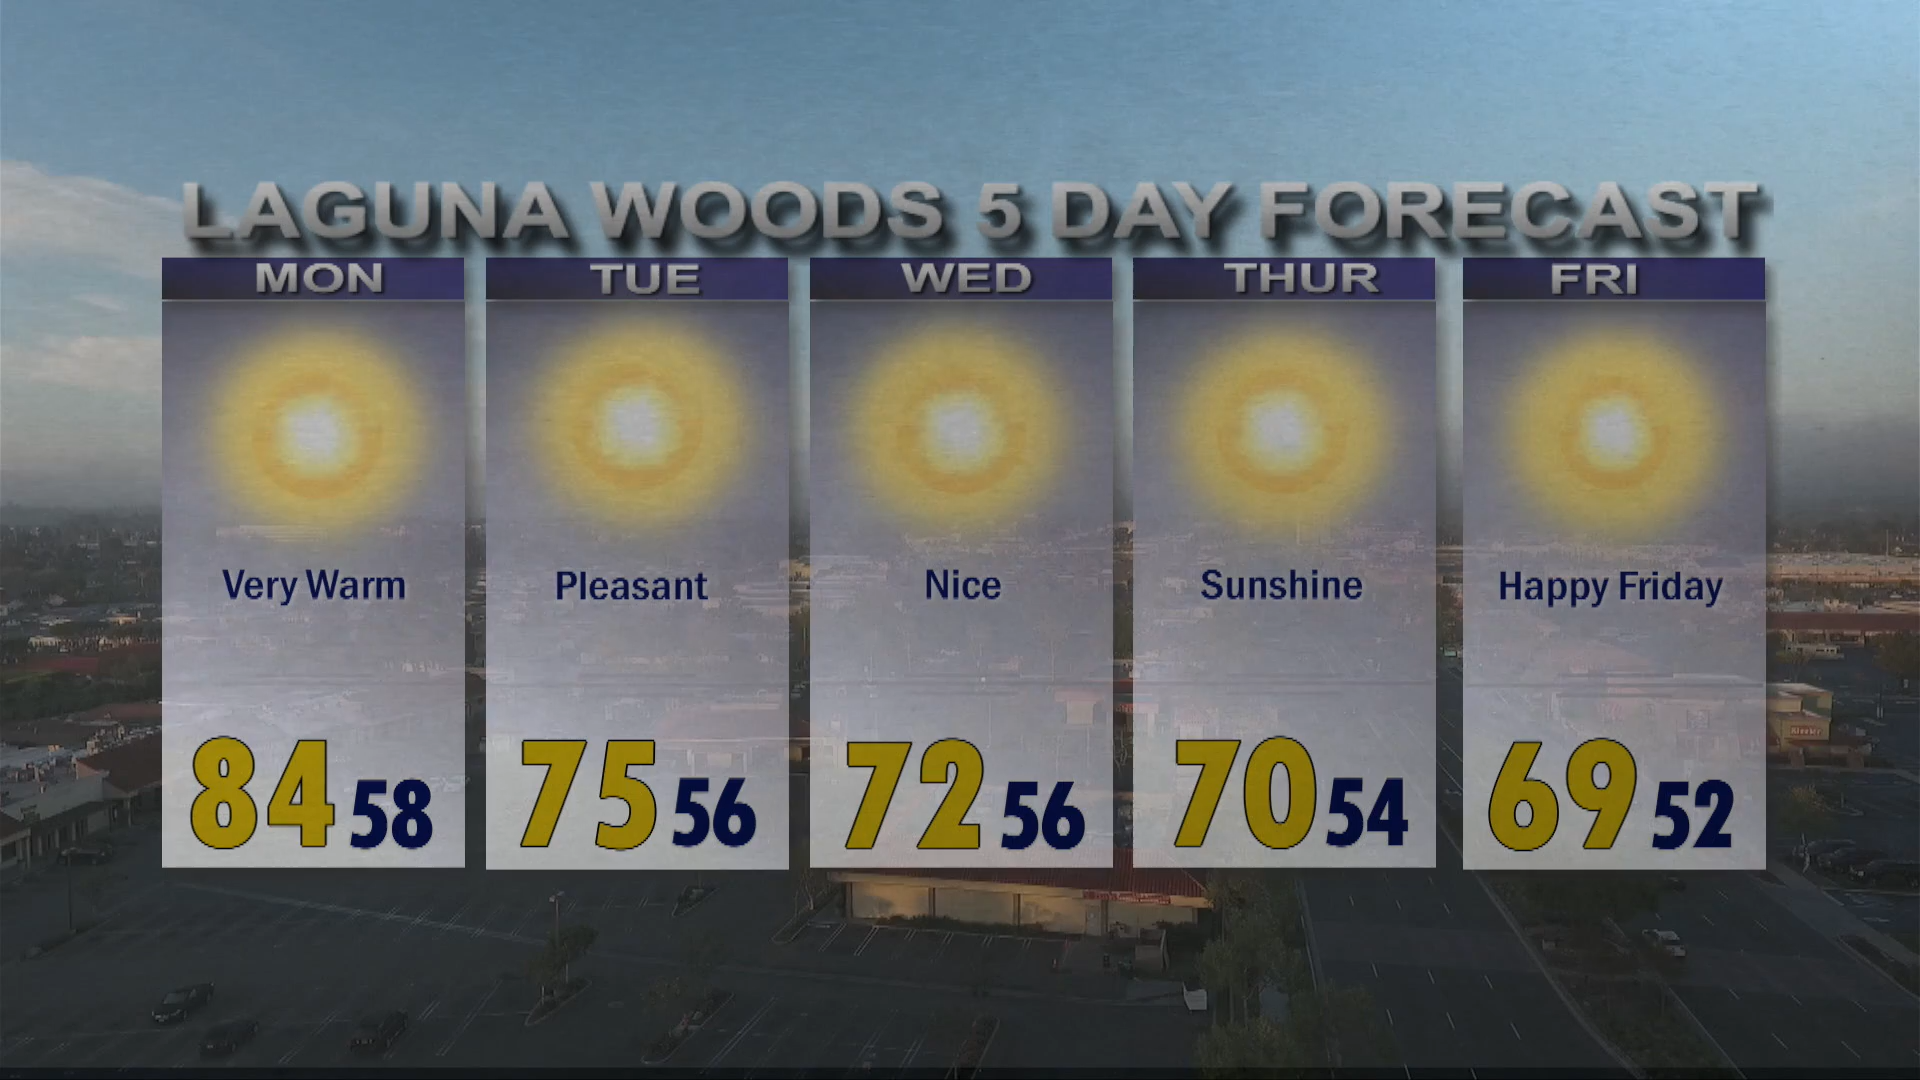 LAGUNA WOODS 5 DAY FORECAST
MON
TUE
WED
THUR
FRI
Very Warm
Pleasant
Nice
Sunshine
Happy Friday
84 58
75 56
72 56
70 54
69 52